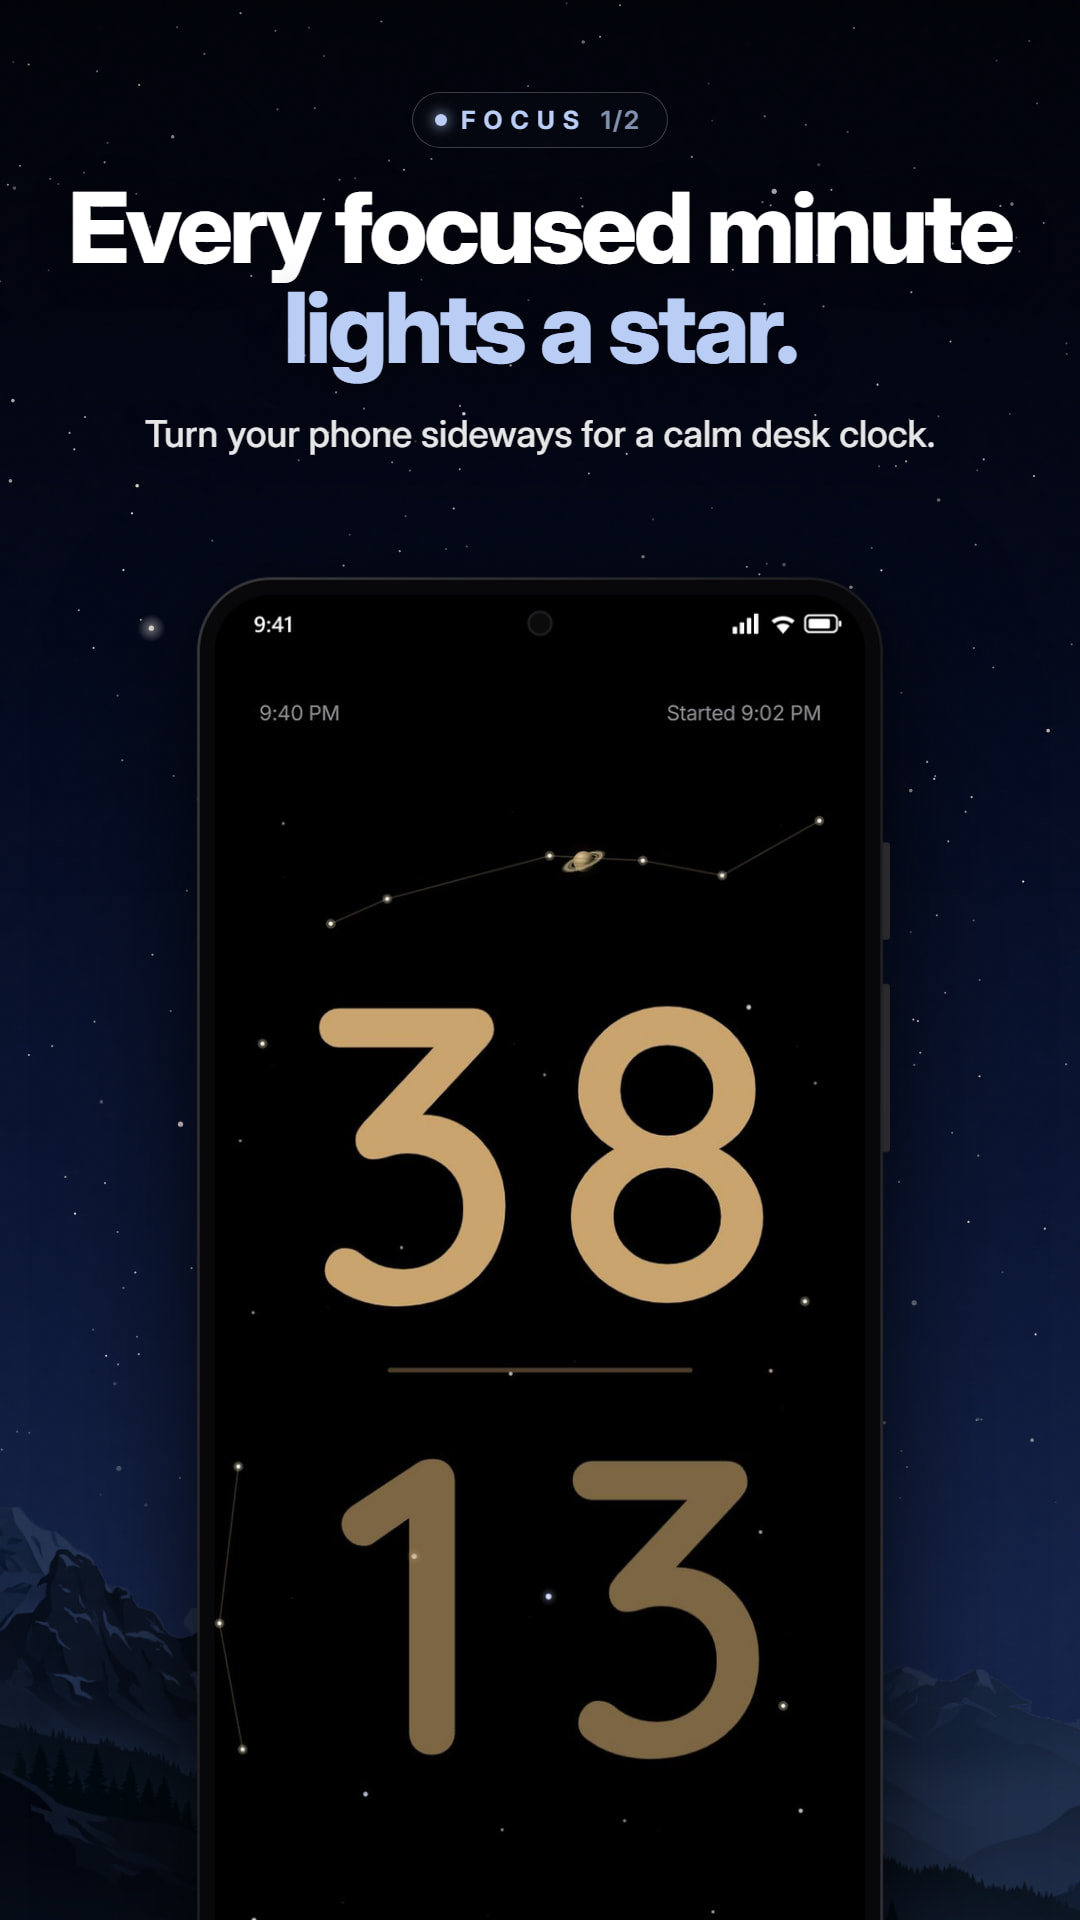 FOCUS 1/2
Every focused minute
lights a star.
Turn your phone sideways for a calm desk clock.
9:41
9:40 PM Started 9:02 PM
38
13